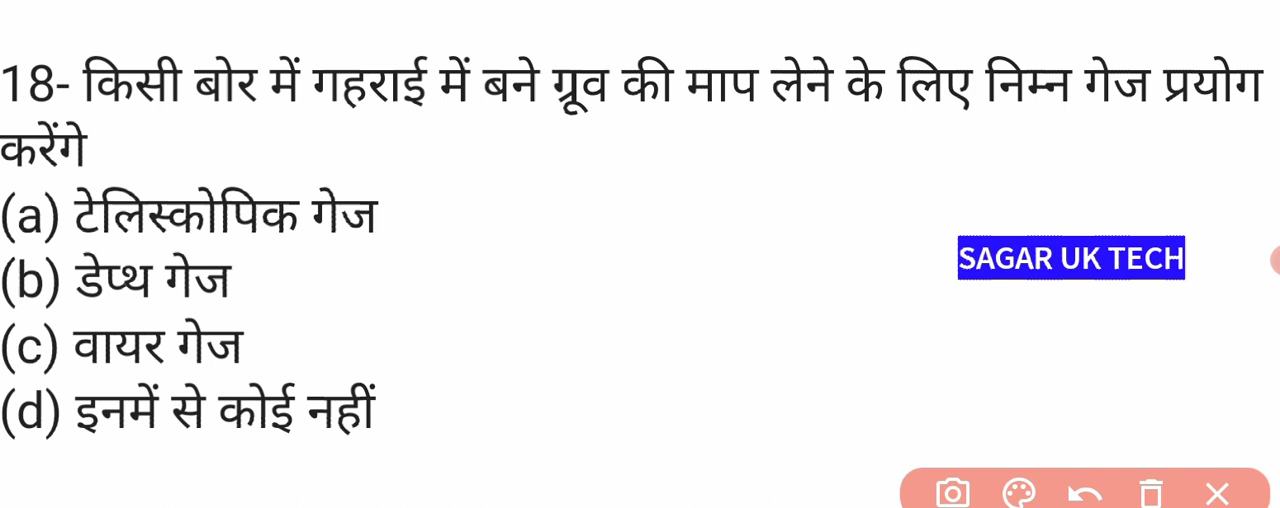 18- किसी बोर में गहराई में बने ग्रूव की माप लेने के लिए निम्न गेज प्रयोग
करेंगे
(a) टेलिस्कोपिक गेज
(b) डेप्थ गेज
SAGAR UK TECH
(c) वायर गेज
(d) इनमें से कोई नहीं